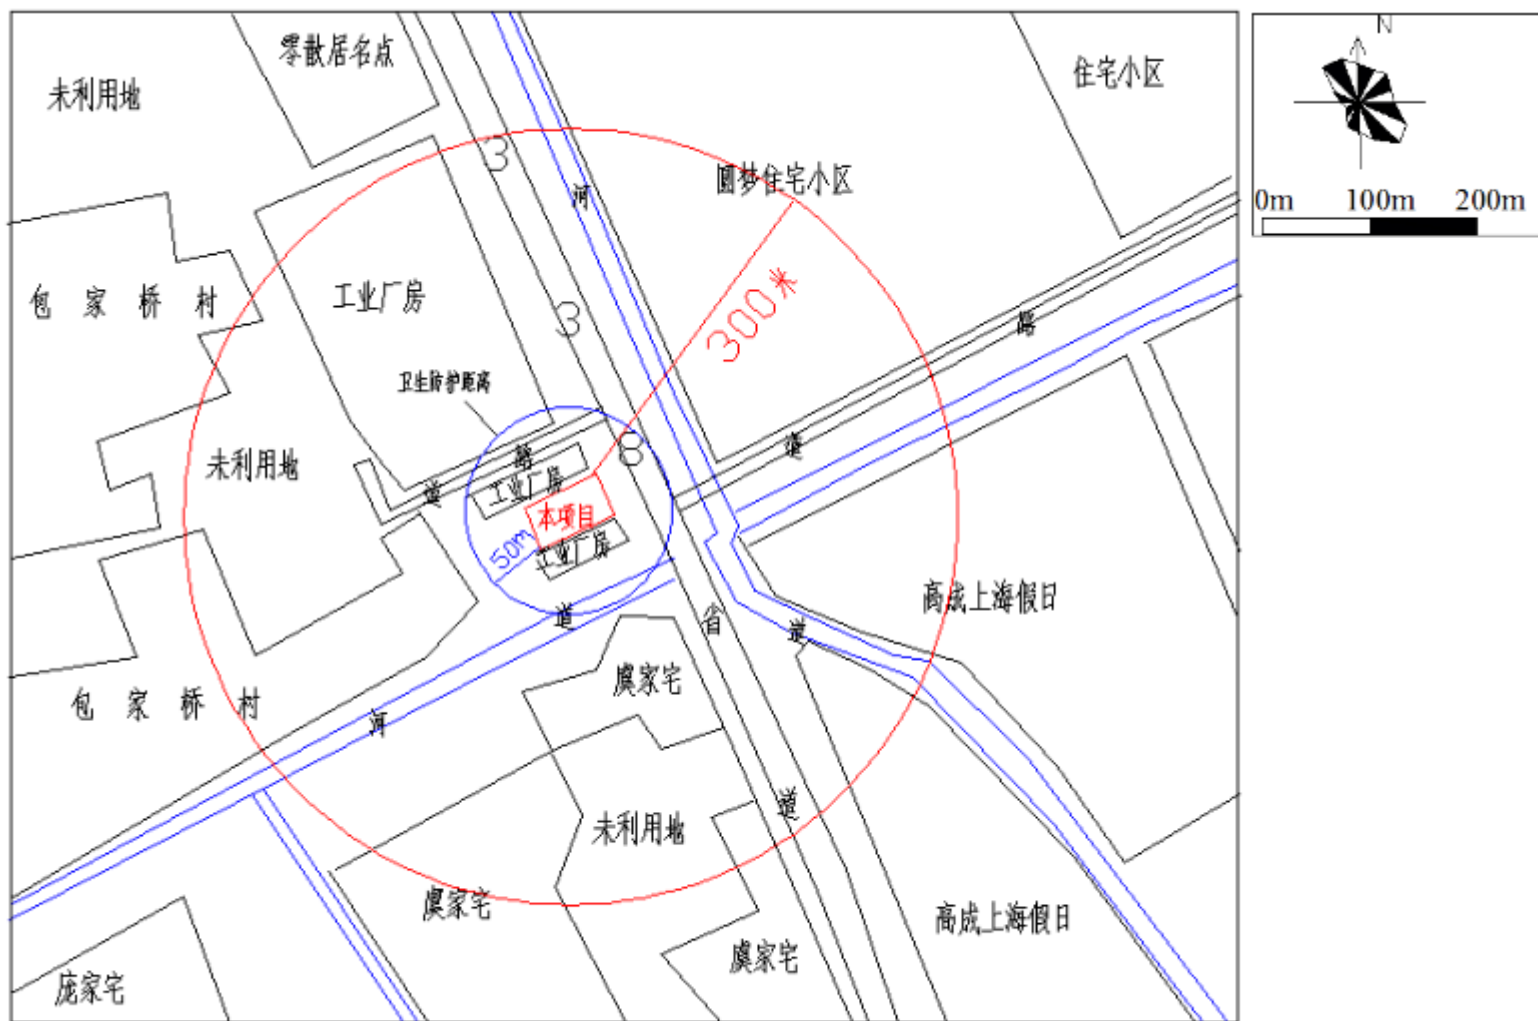 零散居名点
未利用地
住宅小区
N
0m 100m 200m
3
河
圆梦住宅小区
包家桥村
工业厂房
3
300米
路
卫生防护距离
8
道
未利用地
路
道
工业厂房
本项目
50m
工业厂房
道
省
道
高成上海假日
虞家宅
包家桥村
河
道
未利用地
虞家宅
高成上海假日
虞家宅
庞家宅